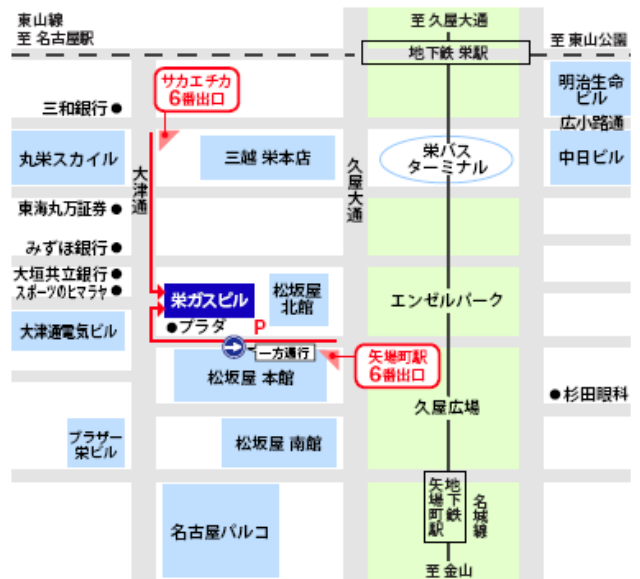 東山線
至 名古屋駅
至 久屋大通
地下鉄 栄駅
至 東山公園
サカエチカ
6番出口
明治生命
ビル
三和銀行
広小路通
丸栄スカイル
三越 栄本店
栄バス
ターミナル
中日ビル
大津通
久屋大通
東海丸万証券
みずほ銀行
大垣共立銀行
スポーツのヒマラヤ
栄ガスビル
松坂屋
北館
エンゼルパーク
大津通電気ビル
プラダ
P
一方通行
矢場町駅
6番出口
松坂屋 本館
久屋広場
杉田眼科
ブラザー
栄ビル
松坂屋 南館
地下鉄
矢場町駅
名城線
名古屋パルコ
至 金山